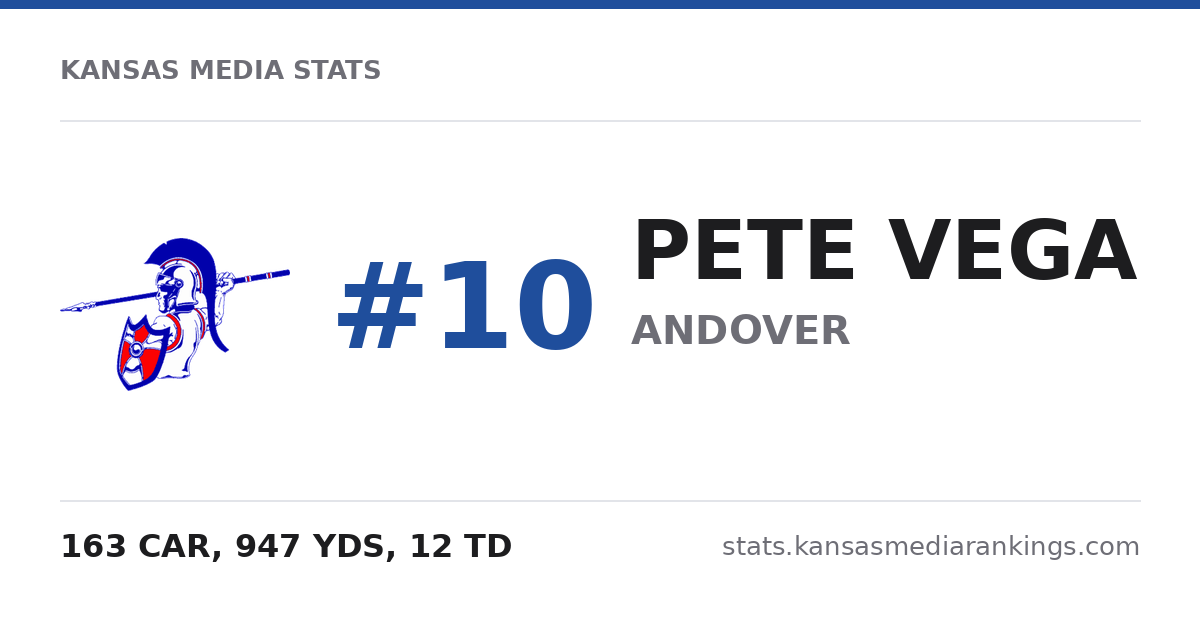 KANSAS MEDIA STATS
#10
PETE VEGA
ANDOVER
163 CAR, 947 YDS, 12 TD
stats.kansasmediarankings.com